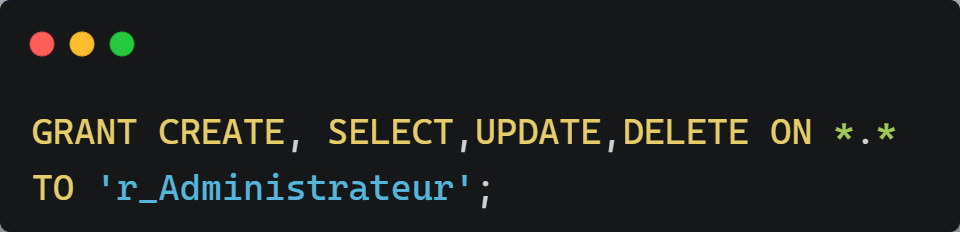 GRANT CREATE, SELECT,UPDATE,DELETE ON *.*
TO 'r_Administrateur';